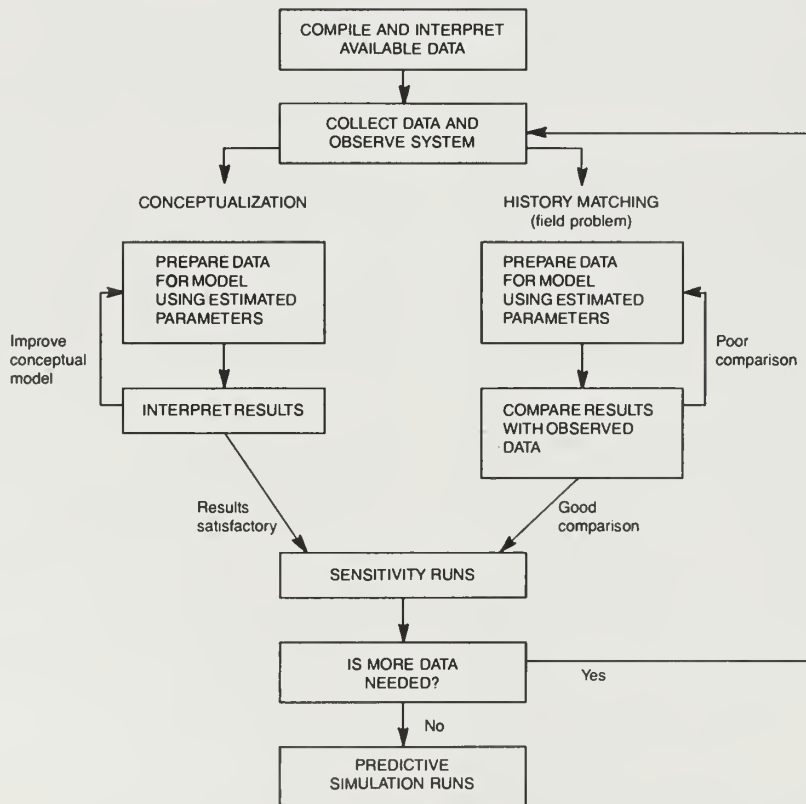 COMPILE AND INTERPRET
AVAILABLE DATA
COLLECT DATA AND
OBSERVE SYSTEM
CONCEPTUALIZATION
HISTORY MATCHING
(field problem)
PREPARE DATA
FOR MODEL
USING ESTIMATED
PARAMETERS
PREPARE DATA
FOR MODEL
USING ESTIMATED
PARAMETERS
Improve
conceptual
model
Poor
comparison
INTERPRET RESULTS
COMPARE RESULTS
WITH OBSERVED
DATA
Results
satisfactory
Good
comparison
SENSITIVITY RUNS
IS MORE DATA
NEEDED?
Yes
No
PREDICTIVE
SIMULATION RUNS